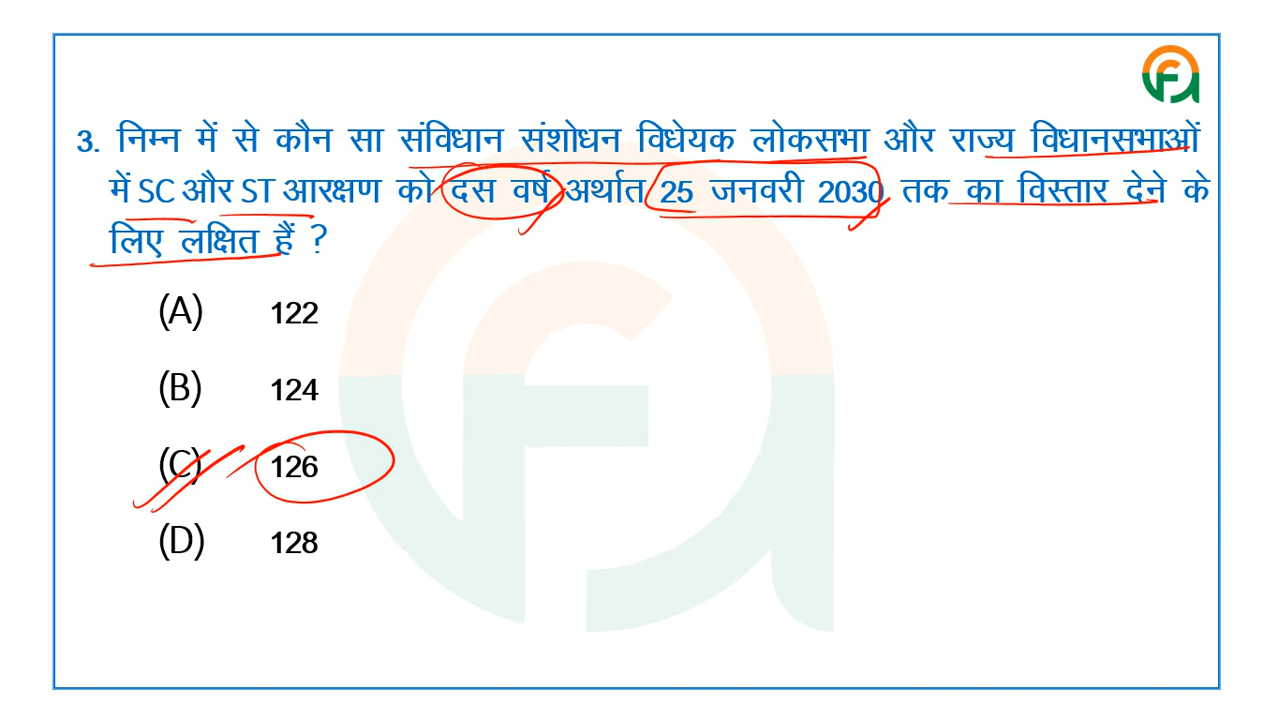 3. निम्न में से कौन सा संविधान संशोधन विधेयक लोकसभा और राज्य विधानसभाओं
में SC और ST आरक्षण को दस वर्ष अर्थात 25 जनवरी 2030 तक का विस्तार देने के
लिए लक्षित हैं ?
(A) 122
(B) 124
(C) 126
(D) 128